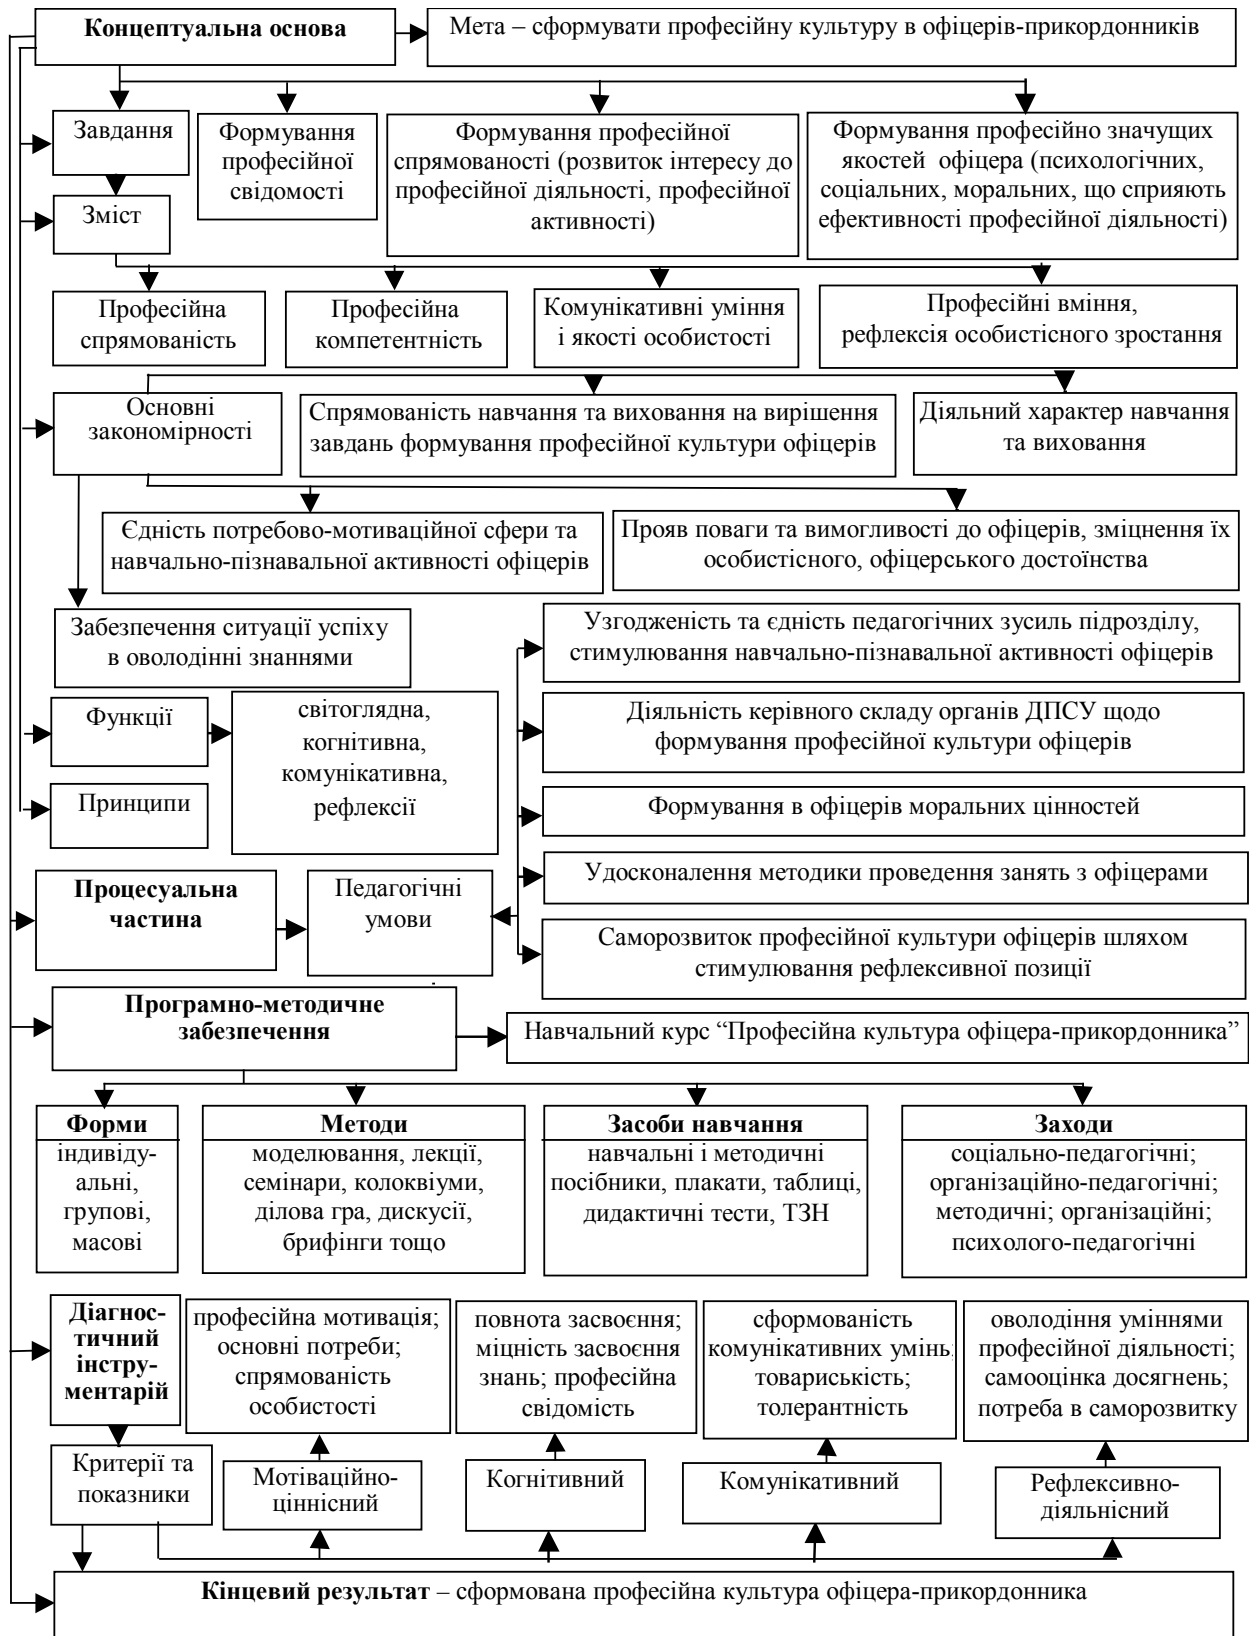 Концептуальна основа
Мета – сформувати професійну культуру в офіцерів-прикордонників
Завдання
Формування
професійної
свідомості
Формування професійної
спрямованості (розвиток інтересу до
професійної діяльності, професійної
активності)
Формування професійно значущих
якостей офіцера (психологічних,
соціальних, моральних, що сприяють
ефективності професійної діяльності)
Зміст
Професійна
спрямованість
Професійна
компетентність
Комунікативні уміння
і якості особистості
Професійні вміння,
рефлексія особистісного зростання
Основні
закономірності
Спрямованість навчання та виховання на вирішення
завдань формування професійної культури офіцерів
Діяльний характер навчання
та виховання
Єдність потребово-мотиваційної сфери та
навчально-пізнавальної активності офіцерів
Прояв поваги та вимогливості до офіцерів, зміцнення їх
особистісного, офіцерського достоїнства
Забезпечення ситуації успіху
в оволодінні знаннями
Узгодженість та єдність педагогічних зусиль підрозділу,
стимулювання навчально-пізнавальної активності офіцерів
Функції
світоглядна,
когнітивна,
комунікативна,
рефлексії
Діяльність керівного складу органів ДПСУ щодо
формування професійної культури офіцерів
Принципи
Формування в офіцерів моральних цінностей
Удосконалення методики проведення занять з офіцерами
Процесуальна
частина
Педагогічні
умови
Саморозвиток професійної культури офіцерів шляхом
стимулювання рефлексивної позиції
Програмно-методичне
забезпечення
Навчальний курс “Професійна культура офіцера-прикордонника”
Форми
індивіду-
альні,
групові,
масові
Методи
моделювання, лекції,
семінари, колоквіуми,
ділова гра, дискусії,
брифінги тощо
Засоби навчання
навчальні і методичні
посібники, плакати, таблиці,
дидактичні тести, ТЗН
Заходи
соціально-педагогічні;
організаційно-педагогічні;
методичні; організаційні;
психолого-педагогічні
Діагнос-
тичний
інстру-
ментарій
професійна мотивація;
основні потреби;
спрямованість
особистості
повнота засвоєння;
міцність засвоєння
знань; професійна
свідомість
сформованість
комунікативних умінь;
товариськість;
толерантність
оволодіння уміннями
професійної діяльності;
самооцінка досягнень;
потреба в саморозвитку
Критерії та
показники
Мотіваційно-
ціннісний
Когнітивний
Комунікативний
Рефлексивно-
діяльнісний
Кінцевий результат – сформована професійна культура офіцера-прикордонника